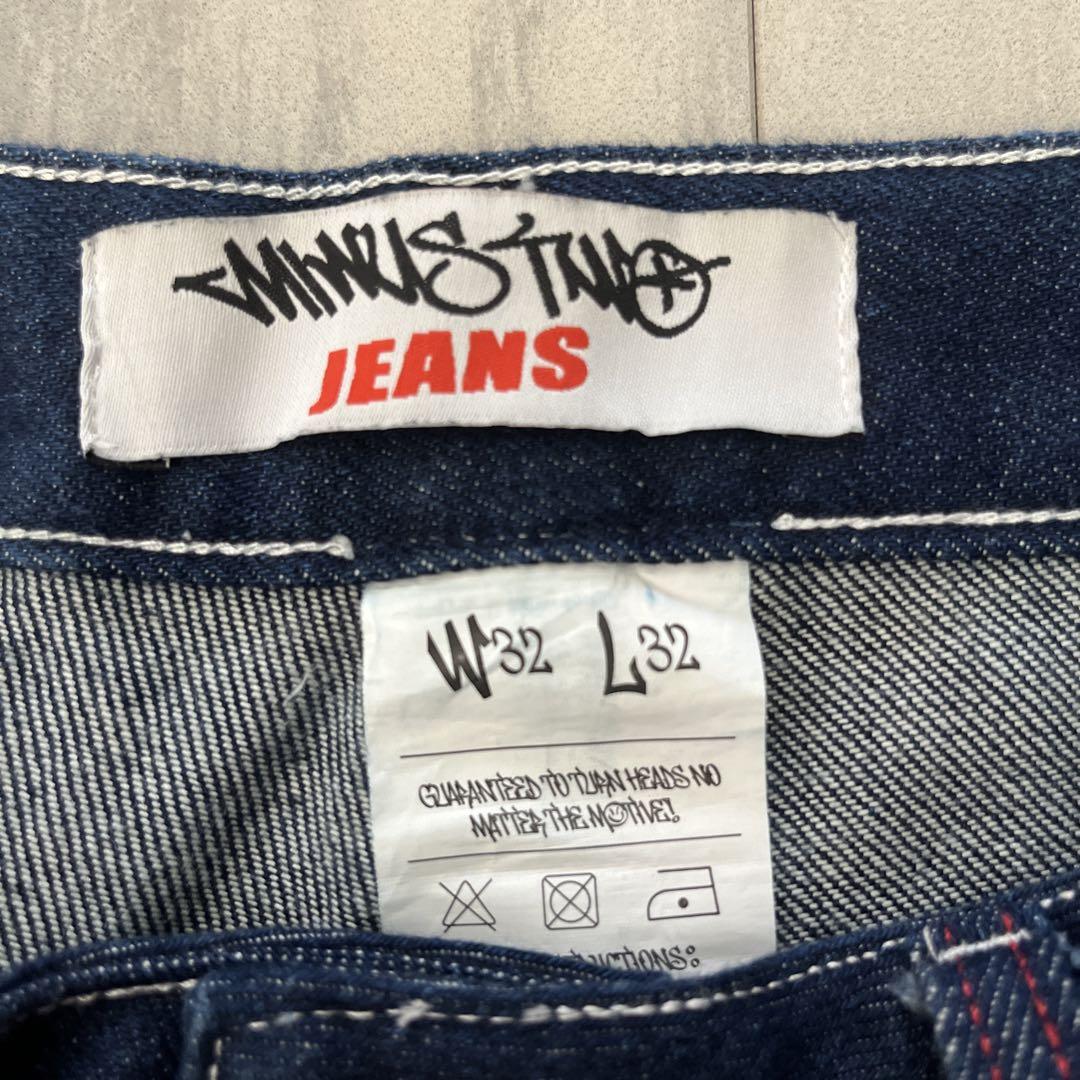 MINUS TWO
JEANS
W32 L32
GUARANTEED TO TURN HEADS NO
MATTER THE MOTIVE!